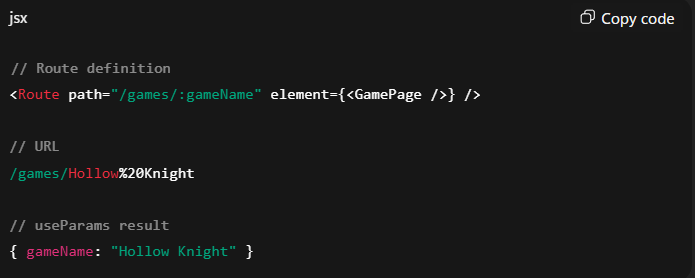 jsx
Copy code
// Route definition
<Route path="/games/:gameName" element={<GamePage />} />
// URL
/games/Hollow%20Knight
// useParams result
{ gameName: "Hollow Knight" }